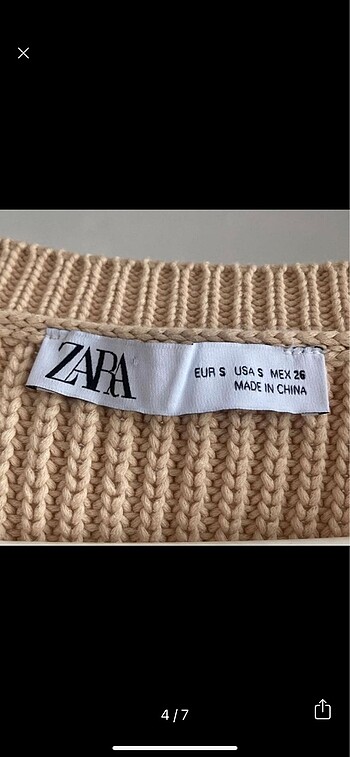 ZARA
EUR S USA S MEX 26
MADE IN CHINA
4/7